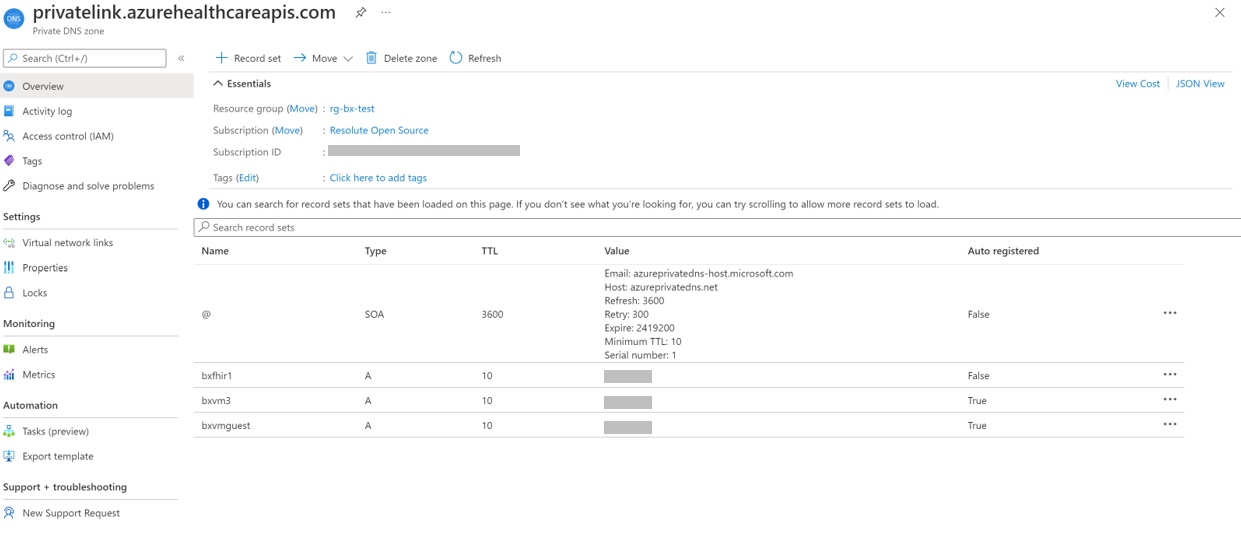 privatelink.azurehealthcareapis.com
DNS
Private DNS zone
Search (Ctrl+/)
Overview
Activity log
Access control (IAM)
Tags
Diagnose and solve problems
Settings
Virtual network links
Properties
Locks
Monitoring
Alerts
Metrics
Automation
Tasks (preview)
Export template
Support + troubleshooting
New Support Request
Record set Move Delete zone Refresh
Essentials View Cost JSON View
Resource group (Move) : rg-bx-test
Subscription (Move) : Resolute Open Source
Subscription ID :
Tags (Edit) : Click here to add tags
You can search for record sets that have been loaded on this page. If you don't see what you're looking for, you can try scrolling to allow more record sets to load.
Search record sets
Name Type TTL Value Auto registered
Email: azureprivatedns-host.microsoft.com
Host: azureprivatedns.net
Refresh: 3600
@ SOA 3600 Retry: 300 False
Expire: 2419200
Minimum TTL: 10
Serial number: 1
bxfhir1 A 10 False
bxvm3 A 10 True
bxvmguest A 10 True